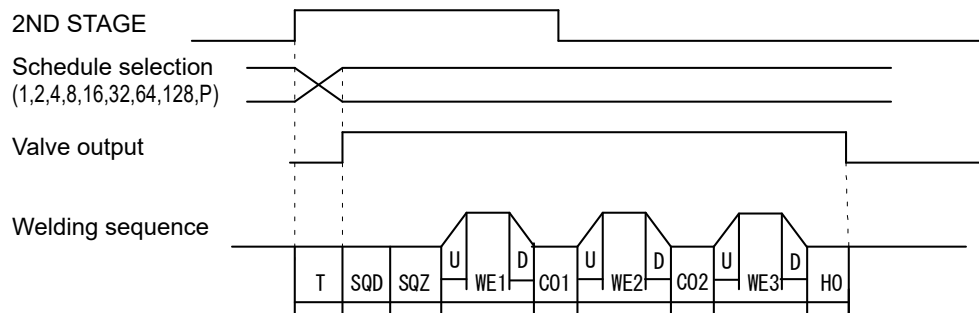 2ND STAGE
Schedule selection
(1,2,4,8,16,32,64,128,P)
Valve output
Welding sequence
T SQD SQZ U WE1 D CO1 U WE2 D CO2 U WE3 D HO